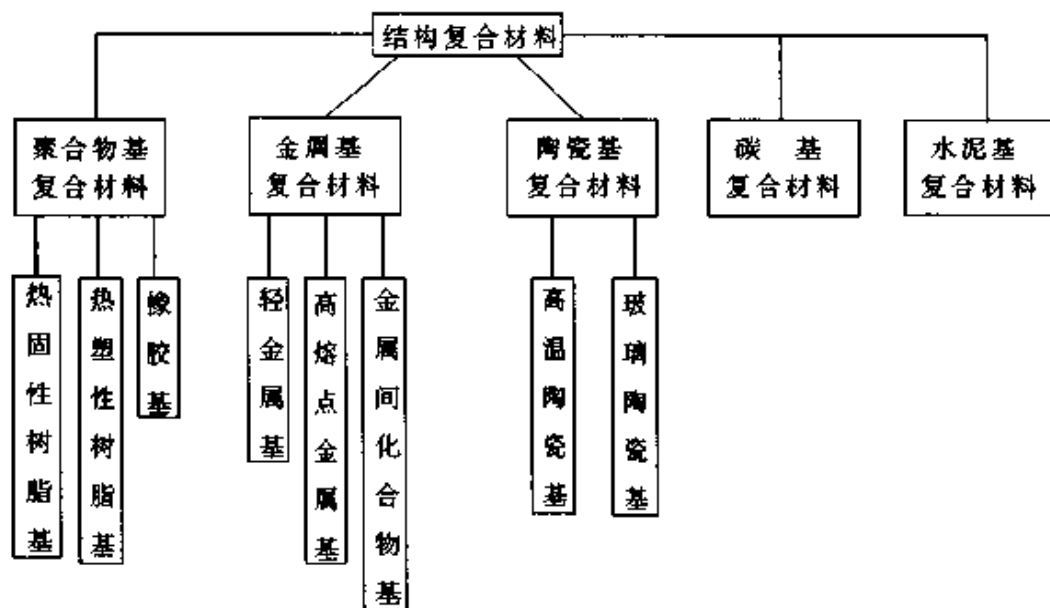 结构复合材料
聚合物基
复合材料
金属基
复合材料
陶瓷基
复合材料
碳 基
复合材料
水泥基
复合材料
热固性树脂基
热塑性树脂基
橡胶基
轻金属基
高熔点金属基
金属间化合物基
高温陶瓷基
玻璃陶瓷基